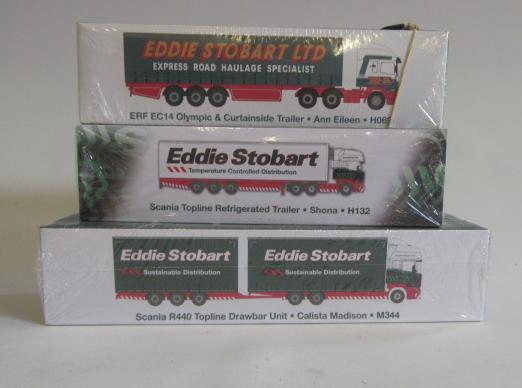 EDDIE STOBART LTD
EXPRESS ROAD HAULAGE SPECIALIST
ERF EC14 Olympic & Curtainside Trailer • Ann Eileen •
Eddie Stobart
Temperature Controlled Distribution
Scania Topline Refrigerated Trailer • Shona • H132
Eddie Stobart Eddie Stobart
Sustainable Distribution Sustainable Distribution
Scania R440 Topline Drawbar Unit • Calista Madison • M344